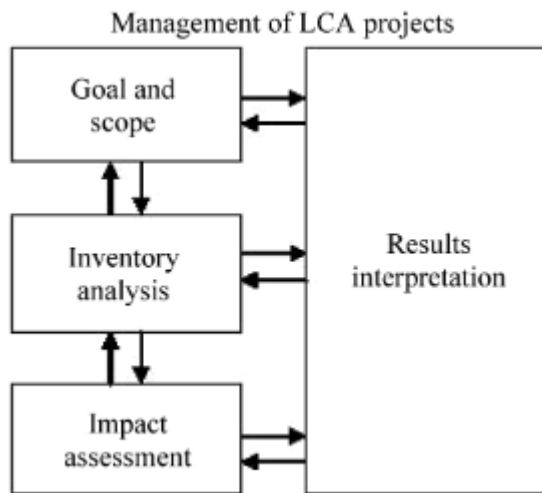 Management of LCA projects
Goal and
scope
Inventory
analysis
Results
interpretation
Impact
assessment